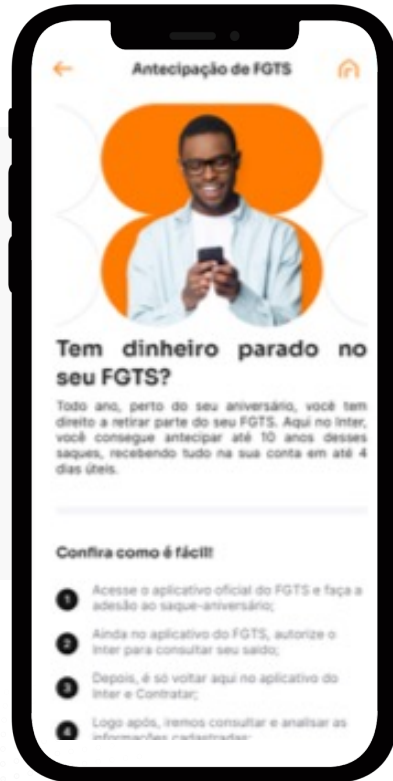 Antecipação de FGTS
Tem dinheiro parado no
seu FGTS?
Todo ano, perto do seu aniversário, você tem
direito a retirar parte do seu FGTS. Aqui no Inter,
você consegue antecipar até 10 anos desses
saques, recebendo tudo na sua conta em até 4
dias úteis.
Confira como é fácil!
1 Acesse o aplicativo oficial do FGTS e faça a
adesão ao saque-aniversário;
2 Ainda no aplicativo do FGTS, autorize o
Inter para consultar seu saldo;
3 Depois, é só voltar aqui no aplicativo do
Inter e Contratar;
4 Logo após, iremos consultar e analisar as
informações cadastradas;